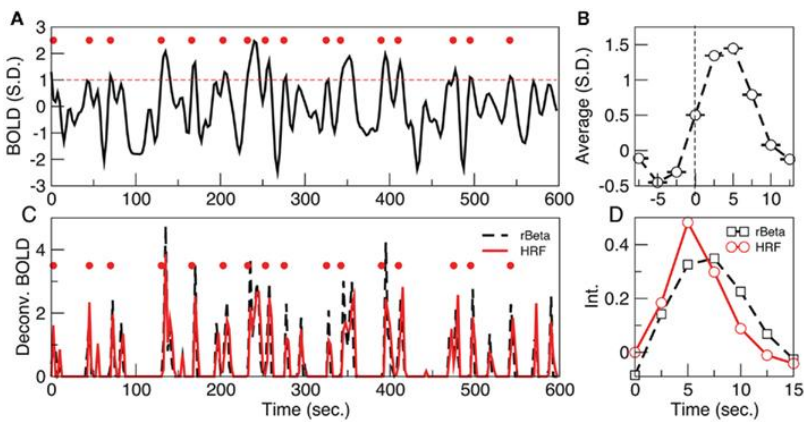 A
3
2
1
0
-1
-2
-3
BOLD (S.D.)
0 100 200 300 400 500 600
B
1.5
1
0.5
0
-0.5
Average (S.D.)
-5 0 5 10
C
4
2
0
Deconv. BOLD
rBeta
HRF
0 100 200 300 400 500 600
Time (sec.)
D
0.4
0.2
0
Int.
rBeta
HRF
0 5 10 15
Time (sec.)